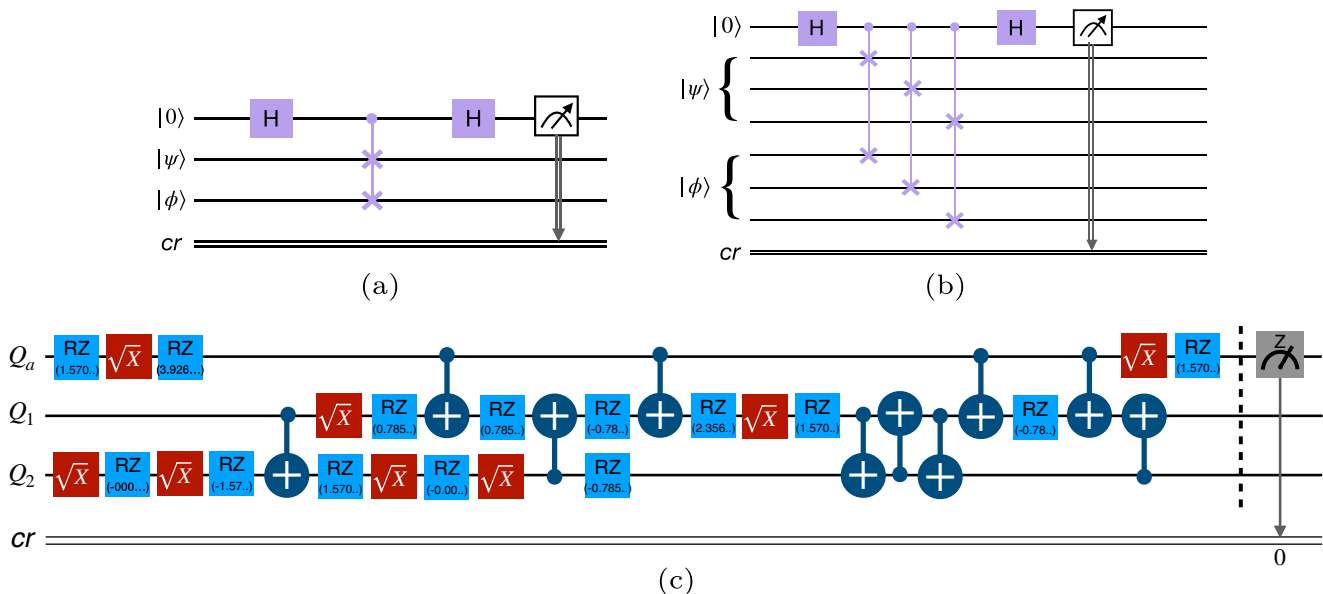 |0⟩ H H
|ψ⟩
|ϕ⟩
cr
(a)
|0⟩ H H
|ψ⟩ {
|ϕ⟩ {
cr
(b)
Qa RZ (1.570..) √X RZ (3.926...) √X RZ (1.570..) Z
Q1 √X RZ (0.785..) RZ (0.785..) RZ (-0.78..) RZ (2.356..) √X RZ (1.570..) RZ (-0.78..)
Q2 √X RZ (-000...) √X RZ (-1.57..) RZ (1.570..) √X RZ (-0.00..) √X RZ (-0.785..)
cr
0
(c)